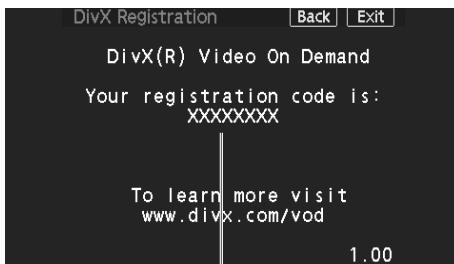 DivX Registration Back Exit
DivX(R) Video On Demand
Your registration code is:
XXXXXXXX
To learn more visit
www.divx.com/vod
1.00